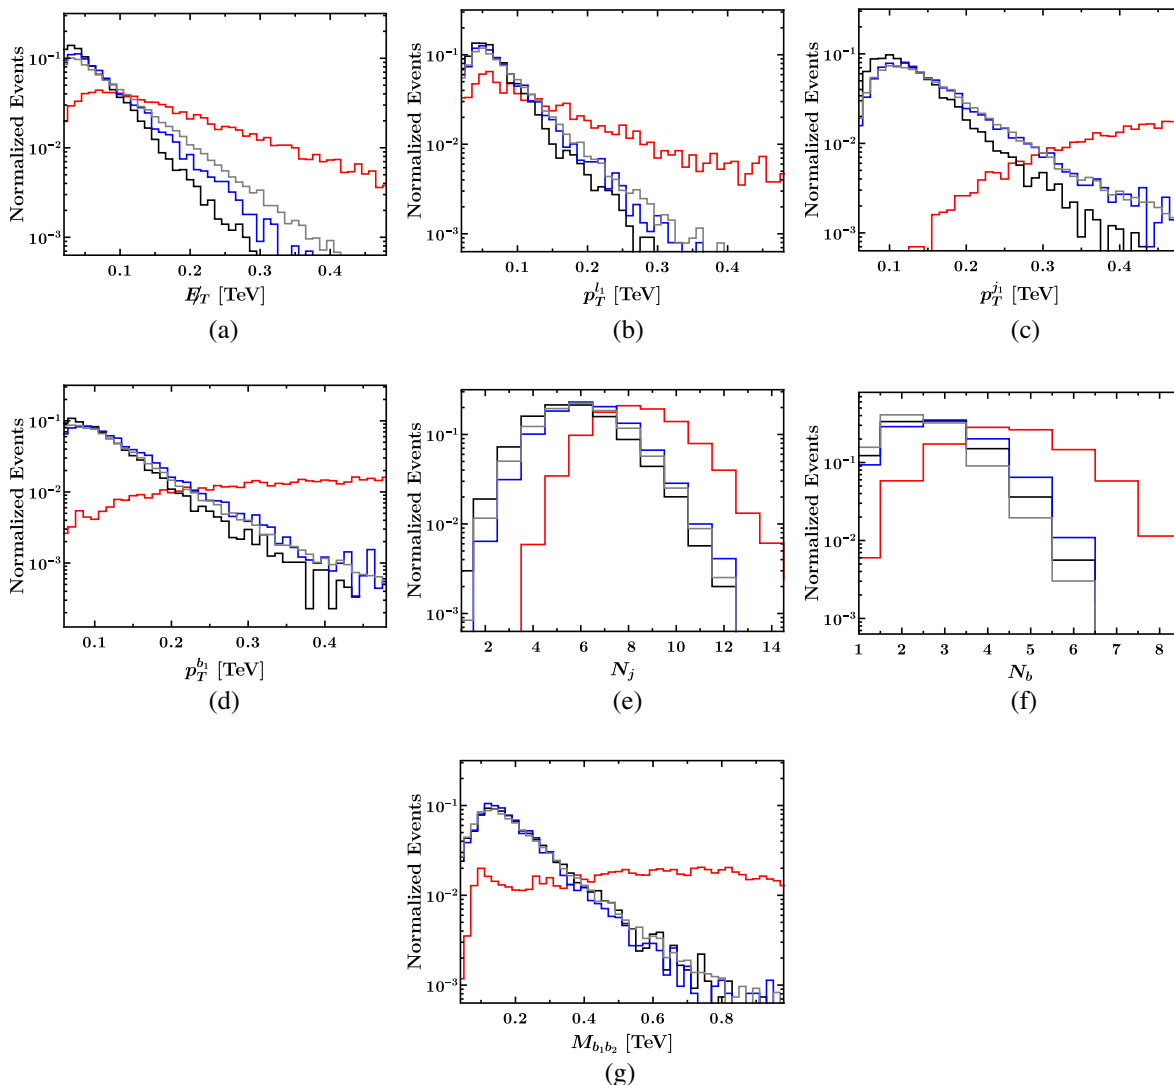 Normalized Events
10⁻¹
10⁻²
10⁻³
0.1 0.2 0.3 0.4
E̸_T [TeV]
(a)
Normalized Events
10⁻¹
10⁻²
10⁻³
0.1 0.2 0.3 0.4
p_T^{l_1} [TeV]
(b)
Normalized Events
10⁻¹
10⁻²
10⁻³
0.1 0.2 0.3 0.4
p_T^{j_1} [TeV]
(c)
Normalized Events
10⁻¹
10⁻²
10⁻³
0.1 0.2 0.3 0.4
p_T^{b_1} [TeV]
(d)
Normalized Events
10⁻¹
10⁻²
10⁻³
2 4 6 8 10 12 14
N_j
(e)
Normalized Events
10⁻¹
10⁻²
10⁻³
1 2 3 4 5 6 7 8
N_b
(f)
Normalized Events
10⁻¹
10⁻²
10⁻³
0.2 0.4 0.6 0.8
M_{b_1 b_2} [TeV]
(g)